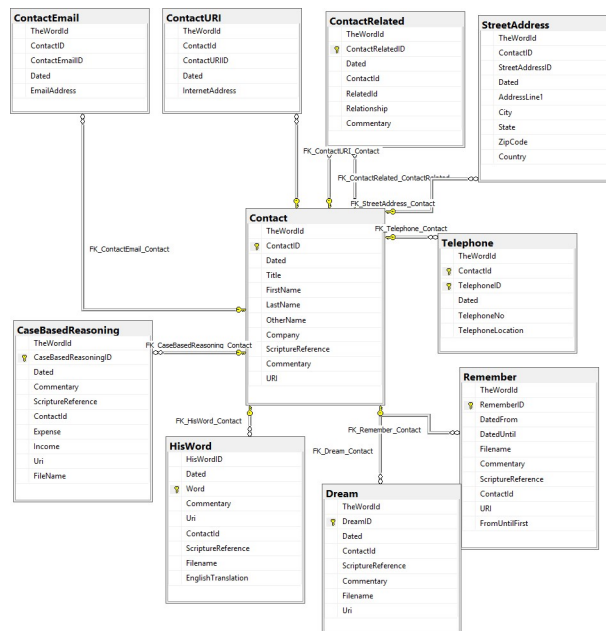 ContactEmail
TheWordId
ContactID
ContactEmailID
Dated
EmailAddress
ContactURI
TheWordId
ContactId
ContactURIID
Dated
InternetAddress
ContactRelated
TheWordId
ContactRelatedID
Dated
ContactId
RelatedId
Relationship
Commentary
StreetAddress
TheWordId
ContactID
StreetAddressID
Dated
AddressLine1
City
State
ZipCode
Country
FK_ContactURI_Contact
FK_ContactRelated_ContactRelated
FK_StreetAddress_Contact
FK_Telephone_Contact
FK_ContactEmail_Contact
Contact
TheWordId
ContactID
Dated
Title
FirstName
LastName
OtherName
Company
ScriptureReference
Commentary
URI
Telephone
TheWordId
ContactId
TelephoneID
Dated
TelephoneNo
TelephoneLocation
CaseBasedReasoning
TheWordId
CaseBasedReasoningID
Dated
Commentary
ScriptureReference
ContactId
Expense
Income
Uri
FileName
FK_CaseBasedReasoning_Contact
FK_HisWord_Contact
FK_Remember_Contact
FK_Dream_Contact
Remember
TheWordId
RememberID
DatedFrom
DatedUntil
Filename
Commentary
ScriptureReference
ContactId
URI
FromUntilFirst
HisWord
HisWordID
Dated
Word
Commentary
Uri
ContactId
ScriptureReference
Filename
EnglishTranslation
Dream
TheWordId
DreamID
Dated
ContactId
ScriptureReference
Commentary
Filename
Uri